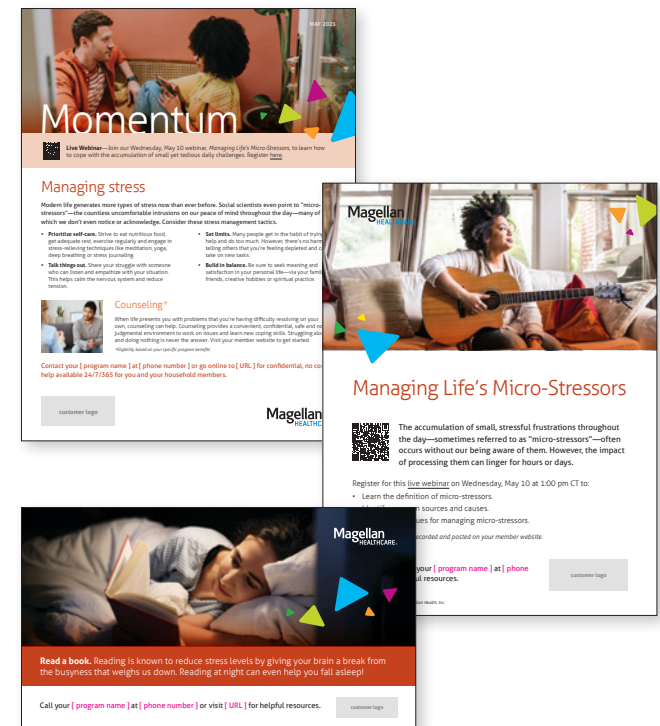 MAY 2023
Momentum
Live Webinar—Join our Wednesday, May 10 webinar, Managing Life's Micro-Stressors, to learn how
to cope with the accumulation of small yet tedious daily challenges. Register here.
Managing stress
Modern life generates more types of stress now than ever before. Social scientists even point to "micro-
stressors"—the countless uncomfortable intrusions on our peace of mind throughout the day—many of
which we don't even notice or acknowledge. Consider these stress management tactics.
• Prioritize self-care. Strive to eat nutritious food,
get adequate rest, exercise regularly and engage in
stress-relieving techniques like meditation, yoga,
deep breathing or stress journaling.
• Talk things out. Share your struggle with someone
who can listen and empathize with your situation.
This helps calm the nervous system and reduce
tension.
• Set limits. Many people get in the habit of trying
help and do too much. However, there's no harm
telling others that you're feeling depleted and
take on new tasks.
• Build in balance. Be sure to seek meaning and
satisfaction in your personal life—via your
friends, creative hobbies or spiritual practice.
Counseling*
When life presents you with problems that you're having difficulty resolving on your
own, counseling can help. Counseling provides a convenient, confidential, safe and
judgmental environment to work on issues and learn new coping skills. Struggling
and doing nothing is never the answer. Visit your member website to get started.
*Eligibility based on your specific program benefits
Contact your [ program name ] at [ phone number ] or go online to [ URL ] for confidential, no
help available 24/7/365 for you and your household members.
customer logo
Magellan
Magellan
HEALTHCARE
Managing Life's Micro-Stressors
The accumulation of small, stressful frustrations throughout
the day—sometimes referred to as "micro-stressors"—often
occurs without our being aware of them. However, the impact
of processing them can linger for hours or days.
Register for this live webinar on Wednesday, May 10 at 1:00 pm CT to:
• Learn the definition of micro-stressors.
sources and causes.
for managing micro-stressors.
recorded and posted on your member website.
your [ program name ] at [ phone
resources.
customer logo
Health, Inc.
Magellan
HEALTHCARE.
Read a book. Reading is known to reduce stress levels by giving your brain a break from
the busyness that weighs us down. Reading at night can even help you fall asleep!
Call your [ program name ] at [ phone number ] or visit [ URL ] for helpful resources.
customer logo